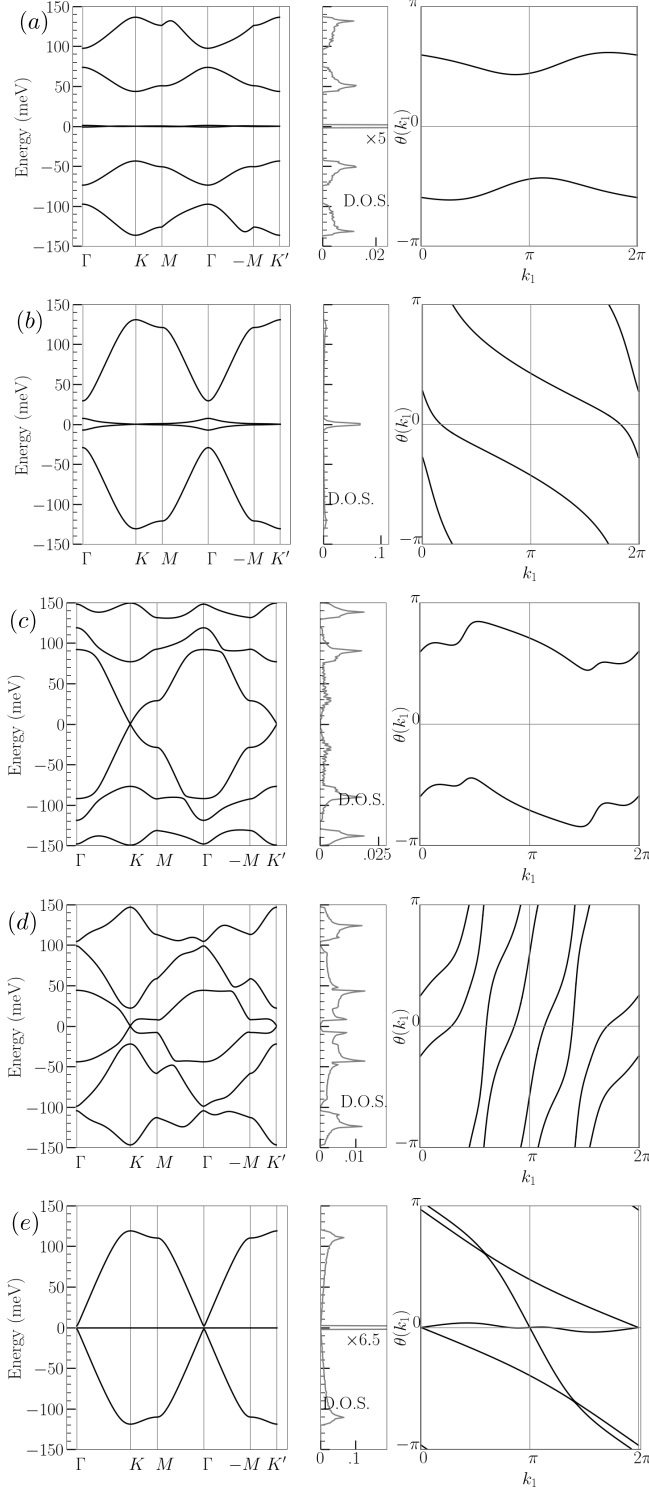 (a)
Energy (meV)
150
100
50
0
−50
−100
−150
Γ K M Γ −M K′
×5
D.O.S.
0 .02
θ(k₁)
π
0
−π
0 π 2π
k₁
(b)
Energy (meV)
150
100
50
0
−50
−100
−150
Γ K M Γ −M K′
D.O.S.
0 .1
θ(k₁)
π
0
−π
0 π 2π
k₁
(c)
Energy (meV)
150
100
50
0
−50
−100
−150
Γ K M Γ −M K′
D.O.S.
0 .025
θ(k₁)
π
0
−π
0 π 2π
k₁
(d)
Energy (meV)
150
100
50
0
−50
−100
−150
Γ K M Γ −M K′
D.O.S.
0 .01
θ(k₁)
π
0
−π
0 π 2π
k₁
(e)
Energy (meV)
150
100
50
0
−50
−100
−150
Γ K M Γ −M K′
×6.5
D.O.S.
0 .1
θ(k₁)
π
0
−π
0 π 2π
k₁